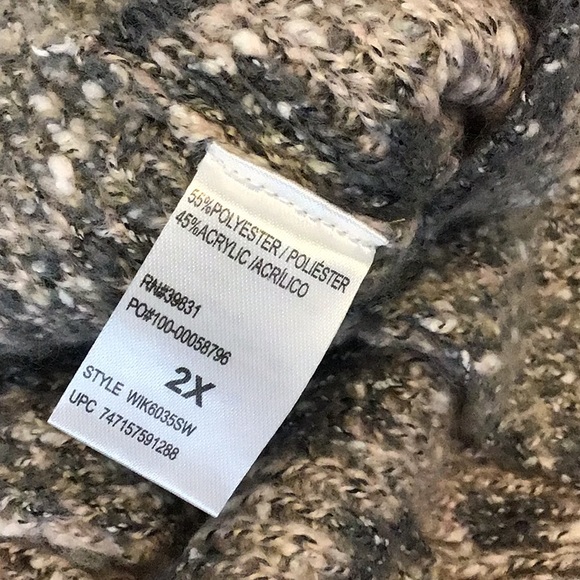 55%POLYESTER / POLIÉSTER
45%ACRYLIC /ACRÍLICO
RN#39831
PO#100-00058796
2X
STYLE WIK6035SW
UPC 747157591288